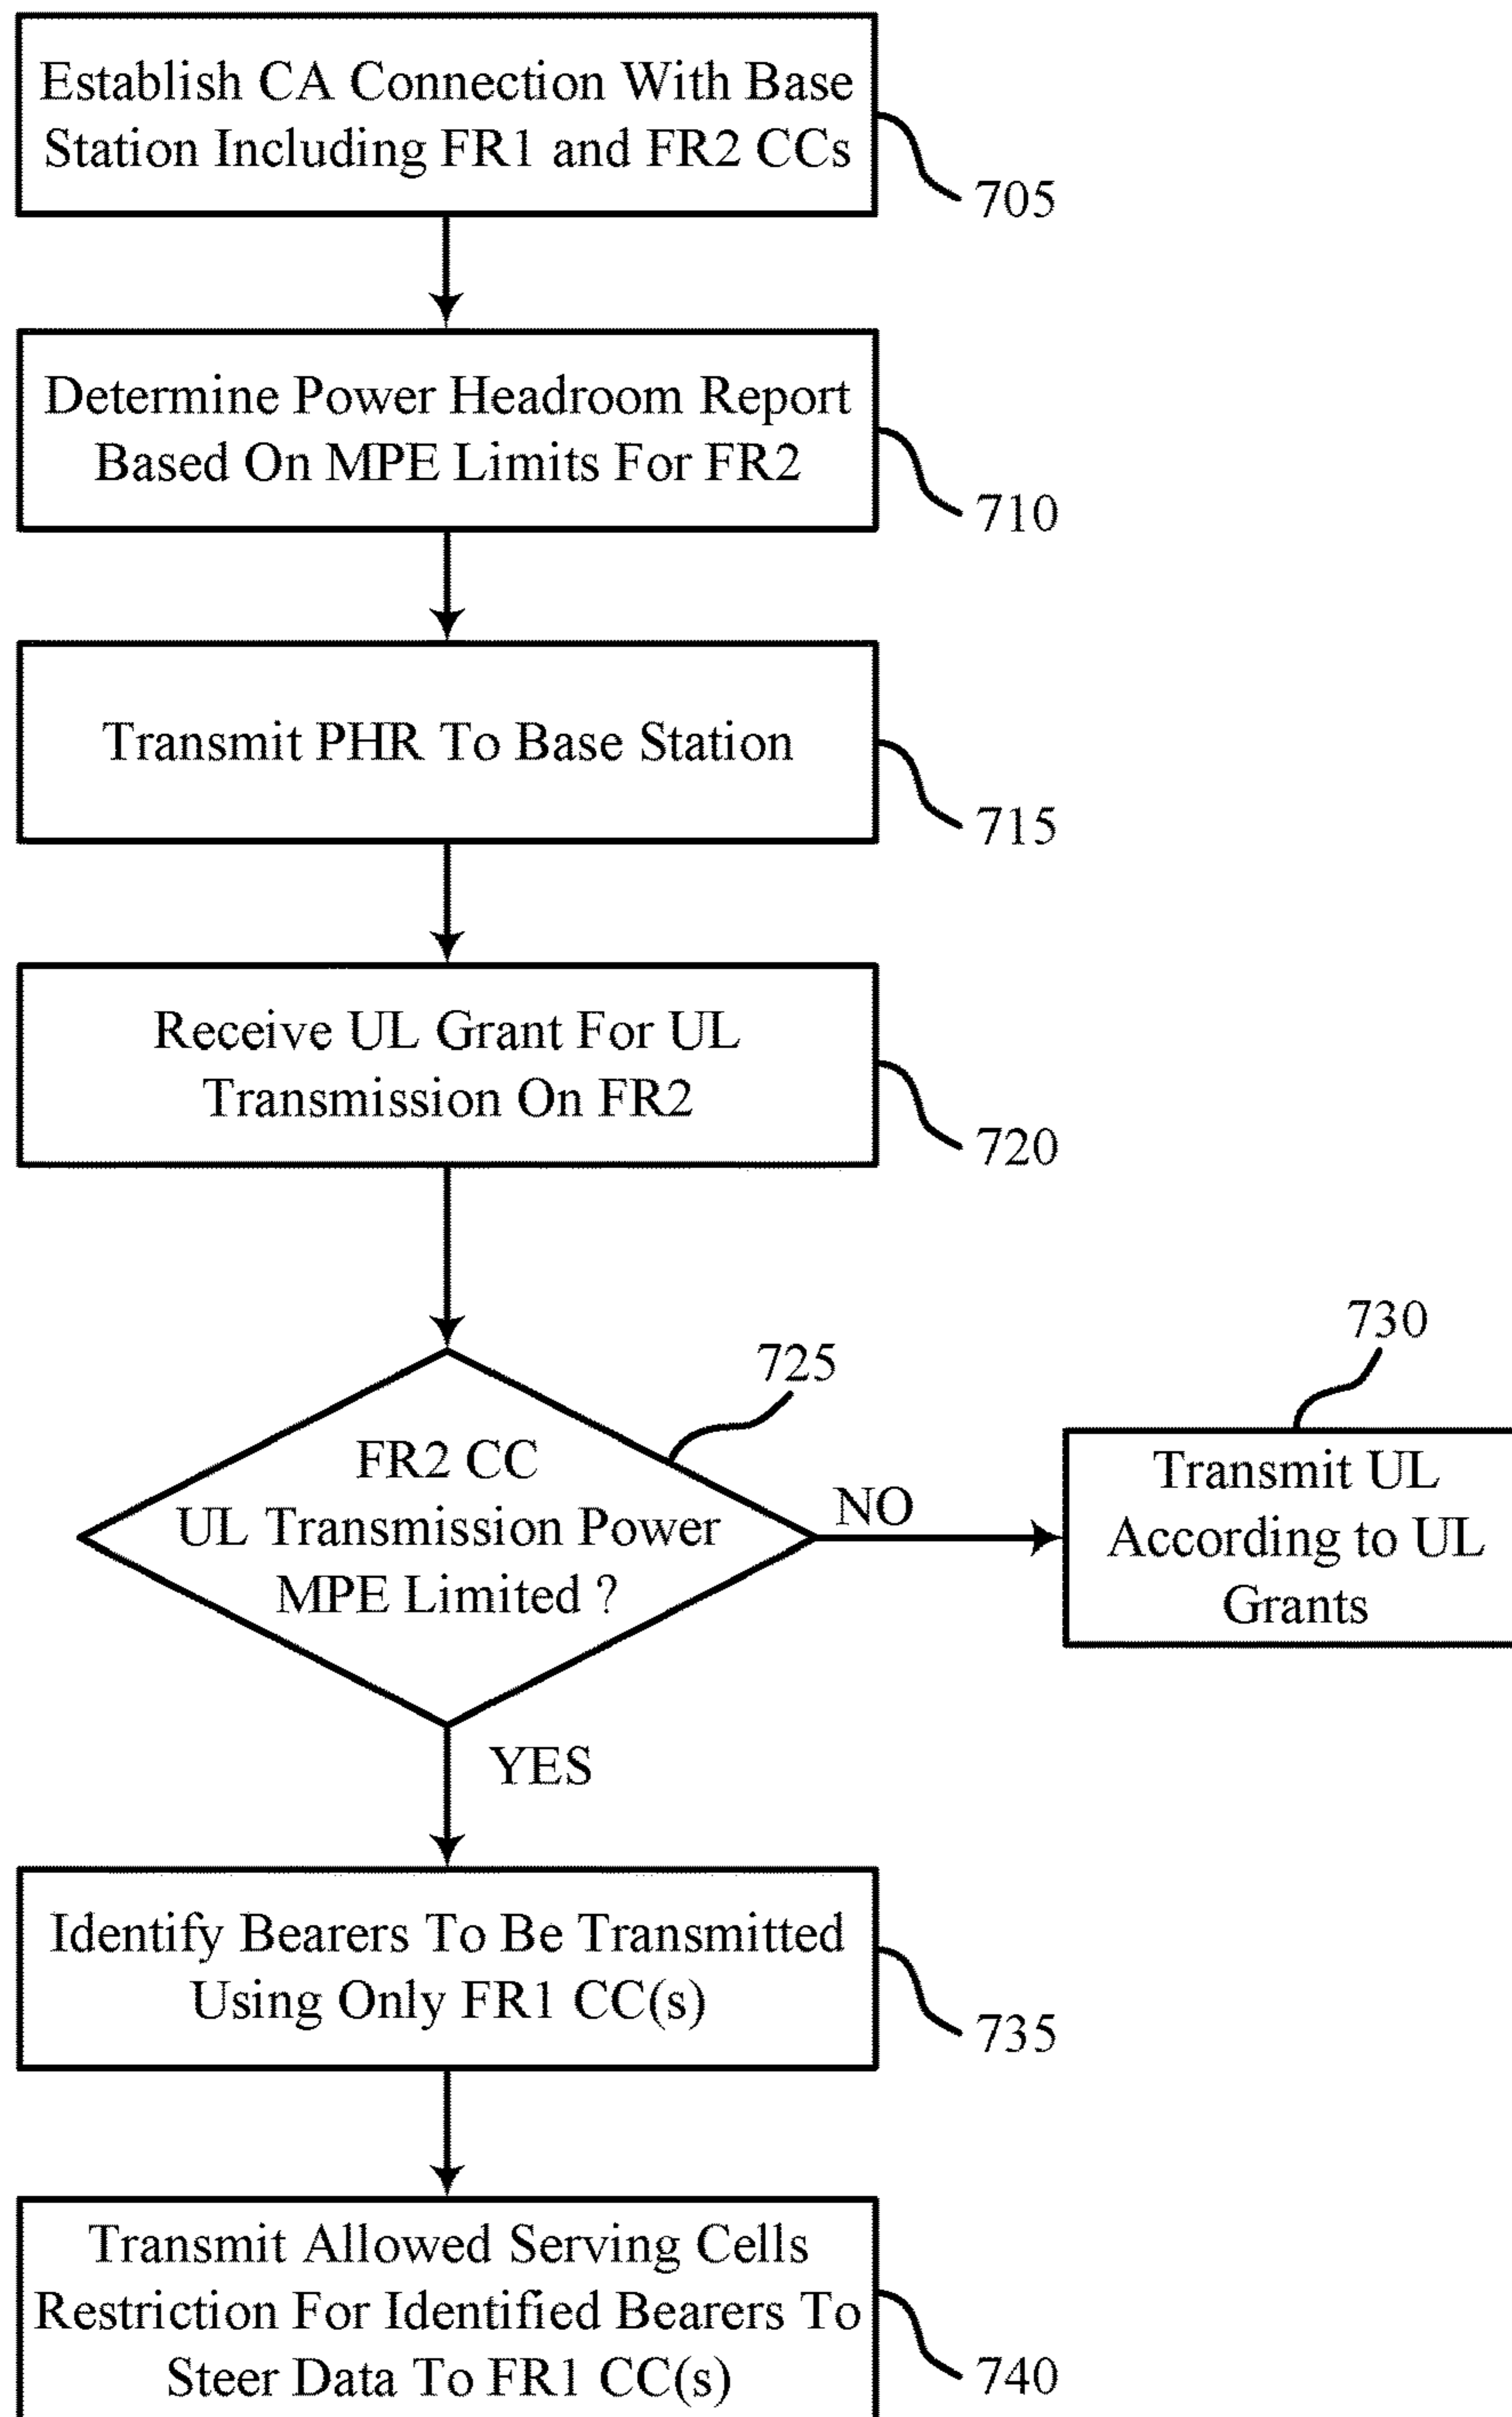 Establish CA Connection With Base
Station Including FR1 and FR2 CCs
705
Determine Power Headroom Report
Based On MPE Limits For FR2
710
Transmit PHR To Base Station
715
Receive UL Grant For UL
Transmission On FR2
720
725
FR2 CC
UL Transmission Power
MPE Limited ?
NO
730
Transmit UL
According to UL
Grants
YES
Identify Bearers To Be Transmitted
Using Only FR1 CC(s)
735
Transmit Allowed Serving Cells
Restriction For Identified Bearers To
Steer Data To FR1 CC(s)
740